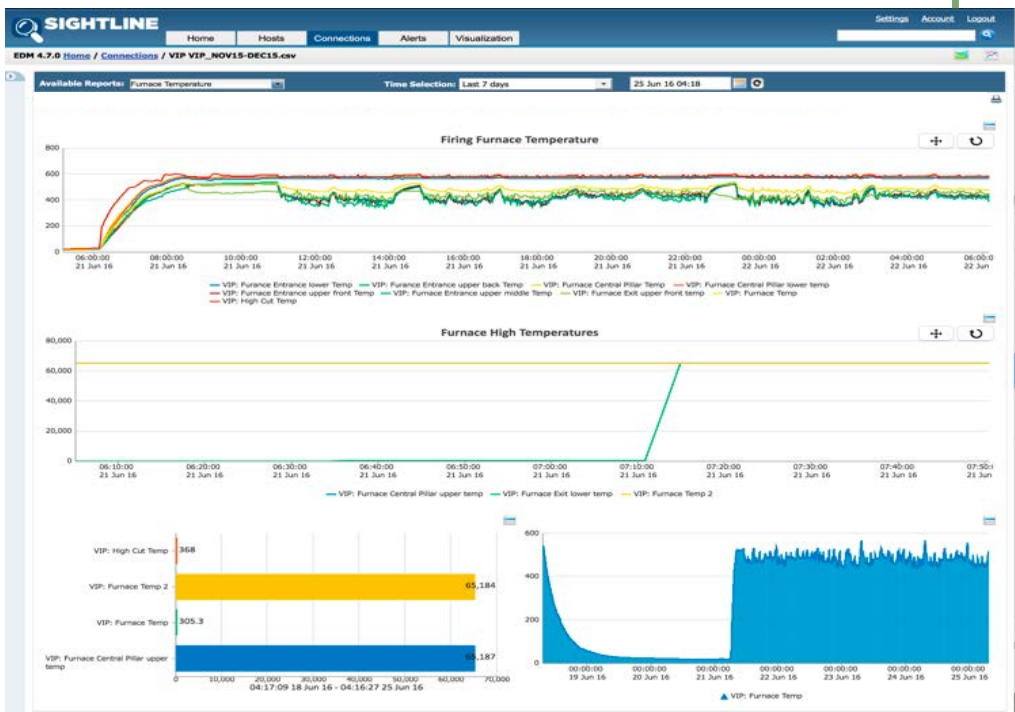 SIGHTLINE
Settings Account Logout
Home Hosts Connections Alerts Visualization
EDM 4.7.0 Home / Connections / VIP VIP_NOV15-DEC15.csv
Available Reports: Furnace Temperature Time Selection: Last 7 days 25 Jun 16 04:18
Firing Furnace Temperature
800
600
400
200
0
06:00:00 08:00:00 10:00:00 12:00:00 14:00:00 16:00:00 18:00:00 20:00:00 22:00:00 00:00:00 02:00:00 04:00:00 06:00:0
21 Jun 16 21 Jun 16 21 Jun 16 21 Jun 16 21 Jun 16 21 Jun 16 21 Jun 16 21 Jun 16 21 Jun 16 22 Jun 16 22 Jun 16 22 Jun 16 22 Jun
VIP: Furance Entrance lower Temp VIP: Furance Entrance upper back Temp VIP: Furnace Central Pillar Temp VIP: Furnace Central Pillar lower temp
VIP: Furnace Entrance upper front Temp VIP: Furnace Entrance upper middle Temp VIP: Furnace Exit upper front temp VIP: Furnace Temp
VIP: High Cut Temp
Furnace High Temperatures
80,000
60,000
40,000
20,000
0
06:10:00 06:20:00 06:30:00 06:40:00 06:50:00 07:00:00 07:10:00 07:20:00 07:30:00 07:40:00 07:50:
21 Jun 16 21 Jun 16 21 Jun 16 21 Jun 16 21 Jun 16 21 Jun 16 21 Jun 16 21 Jun 16 21 Jun 16 21 Jun 16 21 Jun
VIP: Furnace Central Pillar upper temp VIP: Furnace Exit lower temp VIP: Furnace Temp 2
VIP: High Cut Temp 368
VIP: Furnace Temp 2 65,184
VIP: Furnace Temp 305.3
VIP: Furnace Central Pillar upper 65,187
temp
0 10,000 20,000 30,000 40,000 50,000 60,000 70,000
04:17:09 18 Jun 16 - 04:16:27 25 Jun 16
600
400
200
0
00:00:00 00:00:00 00:00:00 00:00:00 00:00:00 00:00:00 00:00:00
19 Jun 16 20 Jun 16 21 Jun 16 22 Jun 16 23 Jun 16 24 Jun 16 25 Jun 16
VIP: Furnace Temp